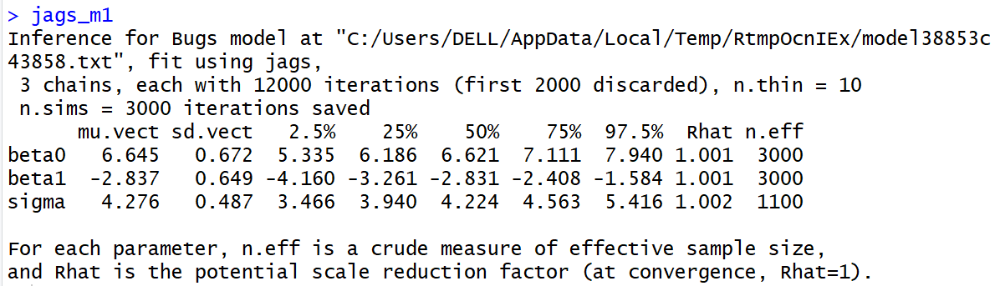 > jags_m1
Inference for Bugs model at "C:/Users/DELL/AppData/Local/Temp/RtmpOcnIEx/model38853c
43858.txt", fit using jags,
 3 chains, each with 12000 iterations (first 2000 discarded), n.thin = 10
 n.sims = 3000 iterations saved
      mu.vect sd.vect   2.5%    25%    50%    75%  97.5%  Rhat n.eff
beta0   6.645   0.672  5.335  6.186  6.621  7.111  7.940 1.001  3000
beta1  -2.837   0.649 -4.160 -3.261 -2.831 -2.408 -1.584 1.001  3000
sigma   4.276   0.487  3.466  3.940  4.224  4.563  5.416 1.002  1100

For each parameter, n.eff is a crude measure of effective sample size,
and Rhat is the potential scale reduction factor (at convergence, Rhat=1).